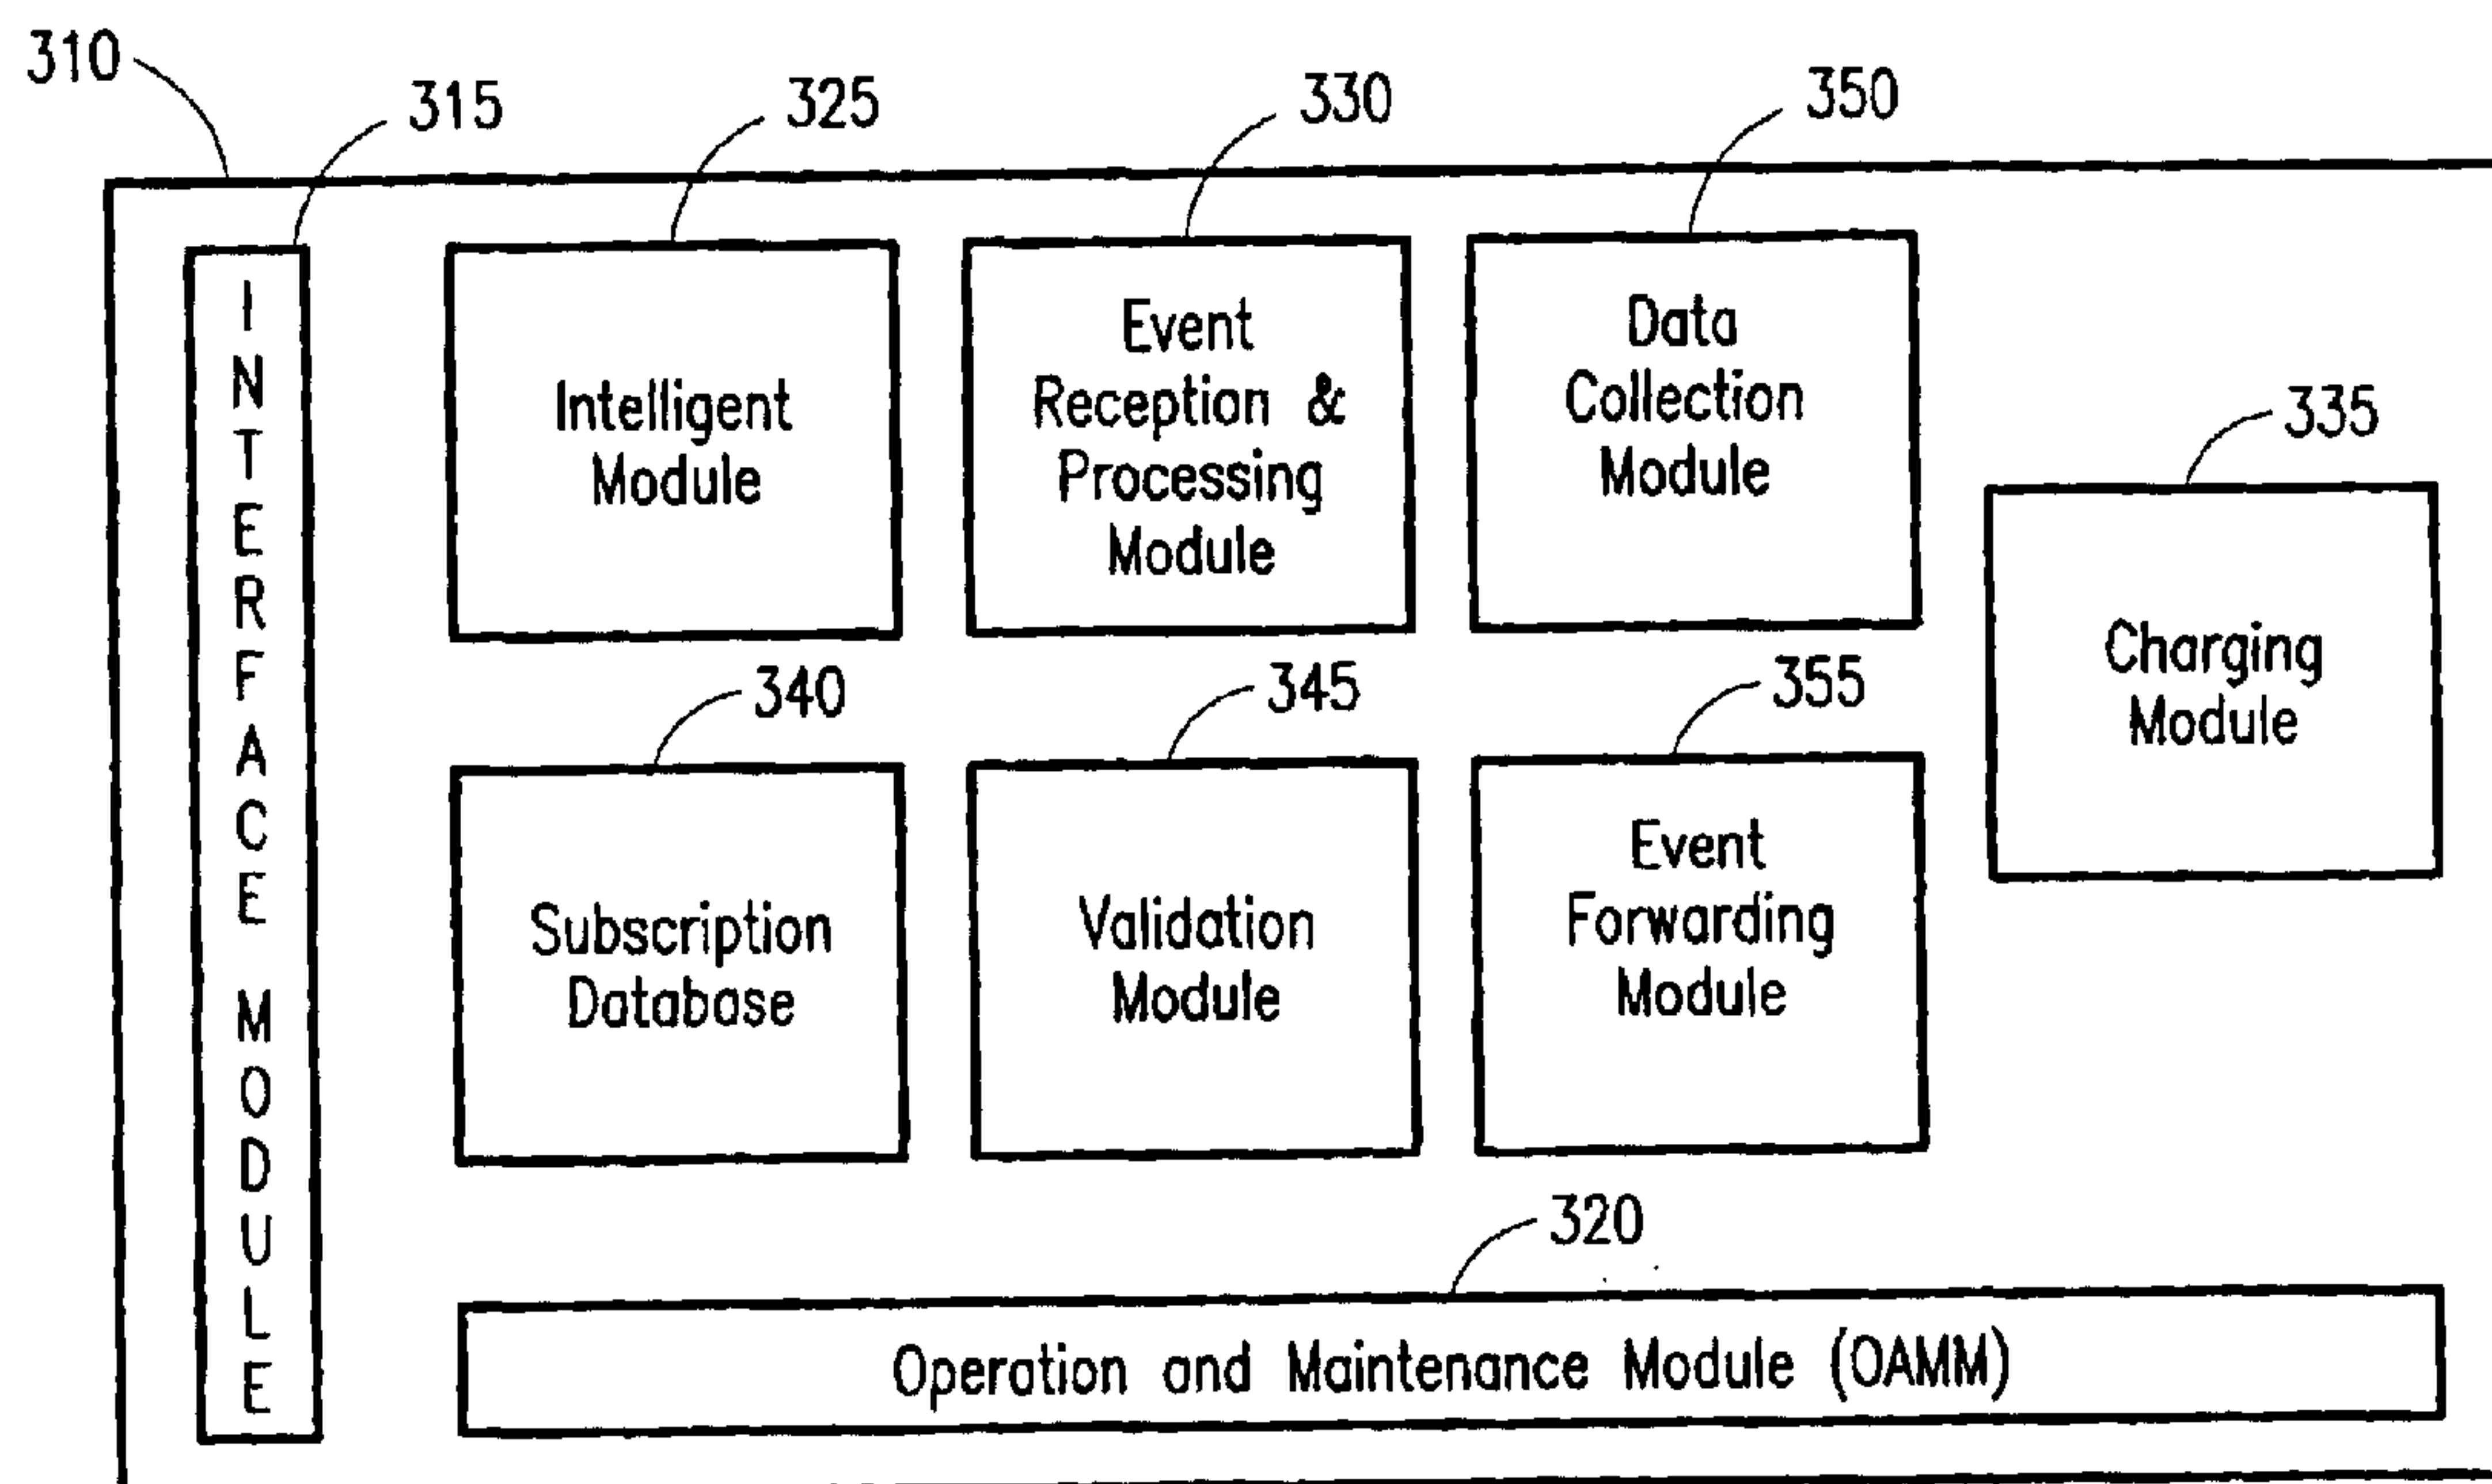 310
315
325
330
350
INTERFACE MODULE
Intelligent
Module
Event
Reception &
Processing
Module
Data
Collection
Module
335
Charging
Module
340
345
355
Subscription
Database
Validation
Module
Event
Forwarding
Module
320
Operation and Maintenance Module (OAMM)